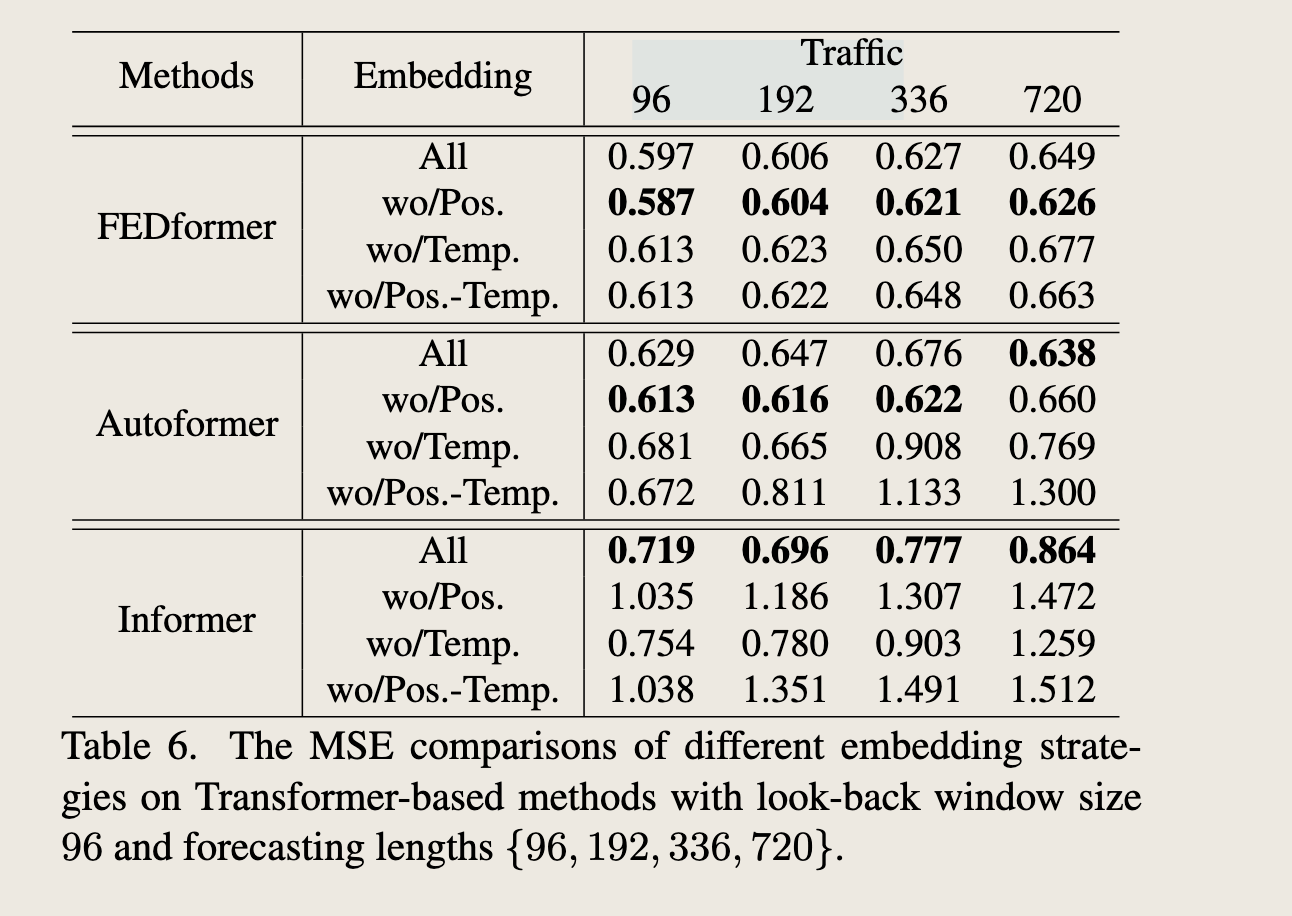 Methods Embedding Traffic
96 192 336 720
All 0.597 0.606 0.627 0.649
wo/Pos. 0.587 0.604 0.621 0.626
FEDformer
wo/Temp. 0.613 0.623 0.650 0.677
wo/Pos.-Temp. 0.613 0.622 0.648 0.663
All 0.629 0.647 0.676 0.638
wo/Pos. 0.613 0.616 0.622 0.660
Autoformer
wo/Temp. 0.681 0.665 0.908 0.769
wo/Pos.-Temp. 0.672 0.811 1.133 1.300
All 0.719 0.696 0.777 0.864
wo/Pos. 1.035 1.186 1.307 1.472
Informer
wo/Temp. 0.754 0.780 0.903 1.259
wo/Pos.-Temp. 1.038 1.351 1.491 1.512
Table 6. The MSE comparisons of different embedding strate-
gies on Transformer-based methods with look-back window size
96 and forecasting lengths {96, 192, 336, 720}.